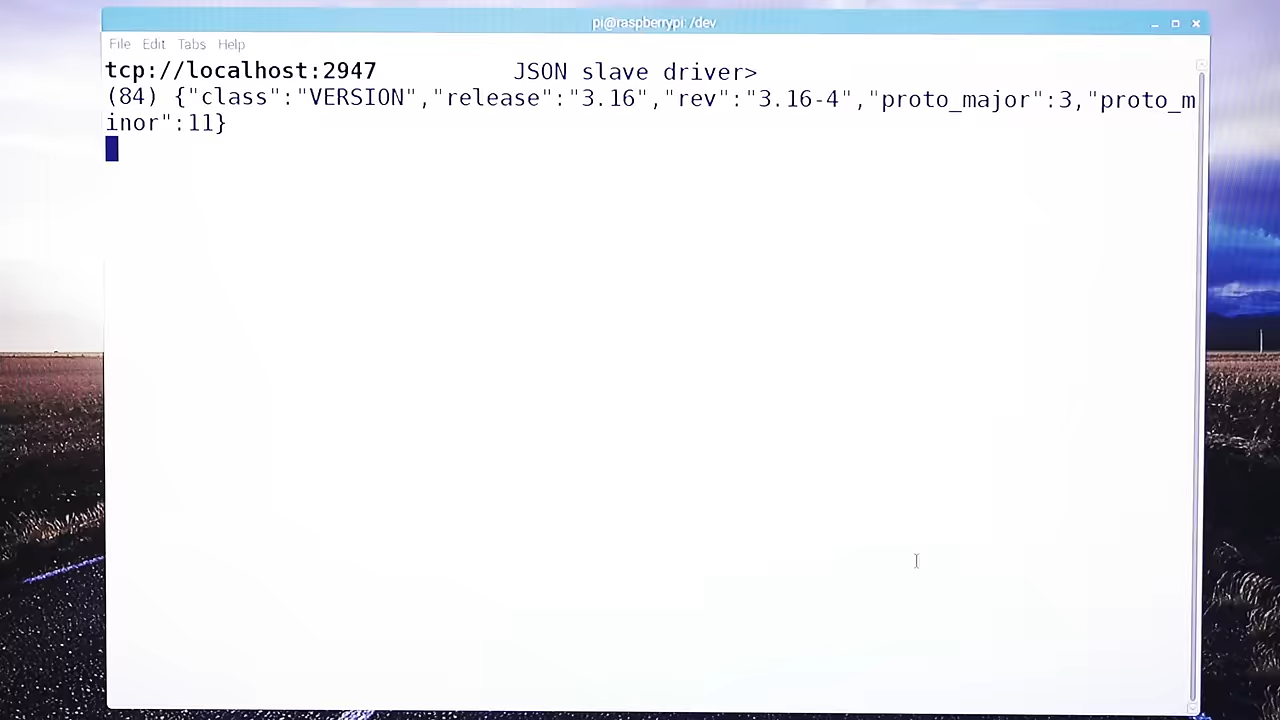 pi@raspberrypi: /dev
File Edit Tabs Help
tcp://localhost:2947 JSON slave driver>
(84) {"class":"VERSION","release":"3.16","rev":"3.16-4","proto_major":3,"proto_m
inor":11}